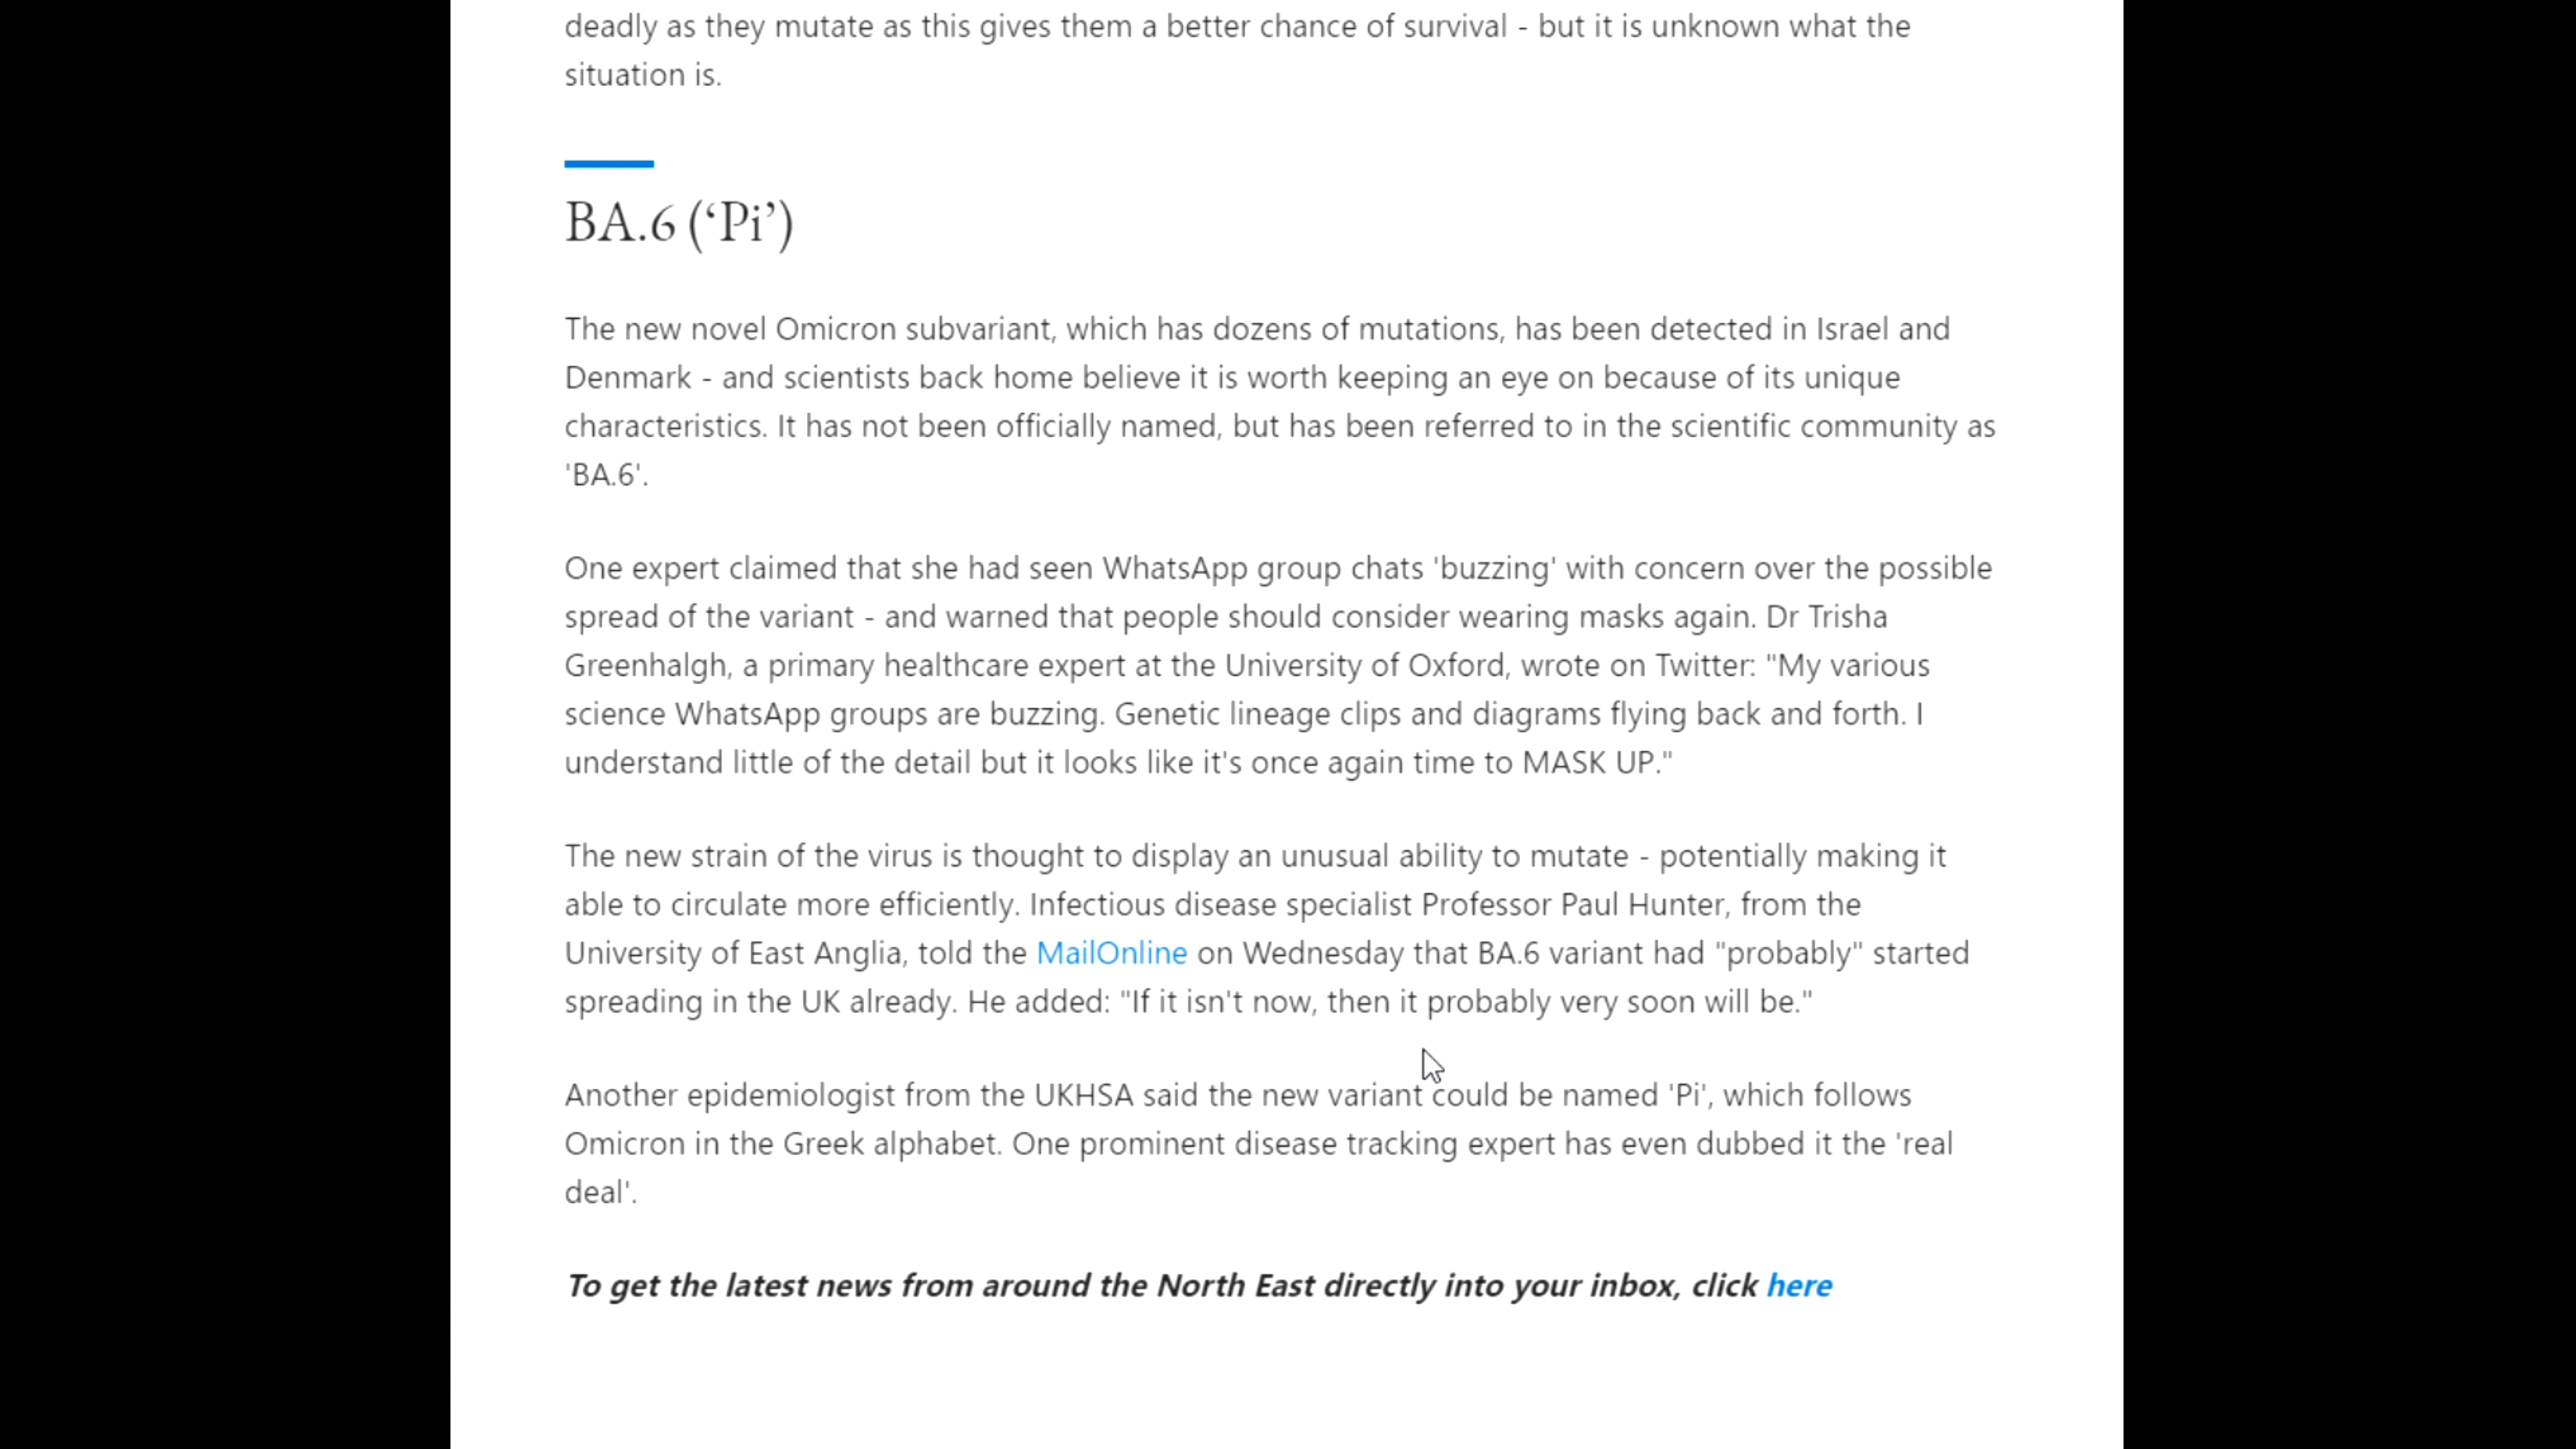 deadly as they mutate as this gives them a better chance of survival - but it is unknown what the
situation is.
BA.6 (‘Pi’)
The new novel Omicron subvariant, which has dozens of mutations, has been detected in Israel and
Denmark - and scientists back home believe it is worth keeping an eye on because of its unique
characteristics. It has not been officially named, but has been referred to in the scientific community as
'BA.6'.
One expert claimed that she had seen WhatsApp group chats 'buzzing' with concern over the possible
spread of the variant - and warned that people should consider wearing masks again. Dr Trisha
Greenhalgh, a primary healthcare expert at the University of Oxford, wrote on Twitter: "My various
science WhatsApp groups are buzzing. Genetic lineage clips and diagrams flying back and forth. I
understand little of the detail but it looks like it's once again time to MASK UP."
The new strain of the virus is thought to display an unusual ability to mutate - potentially making it
able to circulate more efficiently. Infectious disease specialist Professor Paul Hunter, from the
University of East Anglia, told the MailOnline on Wednesday that BA.6 variant had "probably" started
spreading in the UK already. He added: "If it isn't now, then it probably very soon will be."
Another epidemiologist from the UKHSA said the new variant could be named 'Pi', which follows
Omicron in the Greek alphabet. One prominent disease tracking expert has even dubbed it the 'real
deal'.
To get the latest news from around the North East directly into your inbox, click here